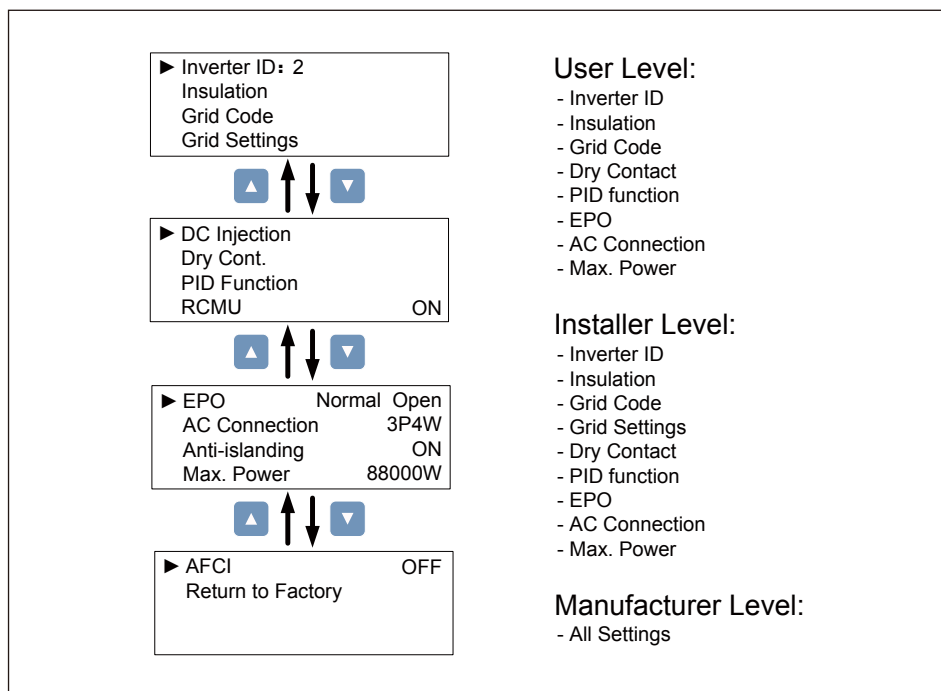 ► Inverter ID：2
Insulation
Grid Code
Grid Settings
▲ ▼
► DC Injection
Dry Cont.
PID Function
RCMU ON
▲ ▼
► EPO Normal Open
AC Connection 3P4W
Anti-islanding ON
Max. Power 88000W
▲ ▼
► AFCI OFF
Return to Factory
User Level:
- Inverter ID
- Insulation
- Grid Code
- Dry Contact
- PID function
- EPO
- AC Connection
- Max. Power
Installer Level:
- Inverter ID
- Insulation
- Grid Code
- Grid Settings
- Dry Contact
- PID function
- EPO
- AC Connection
- Max. Power
Manufacturer Level:
- All Settings